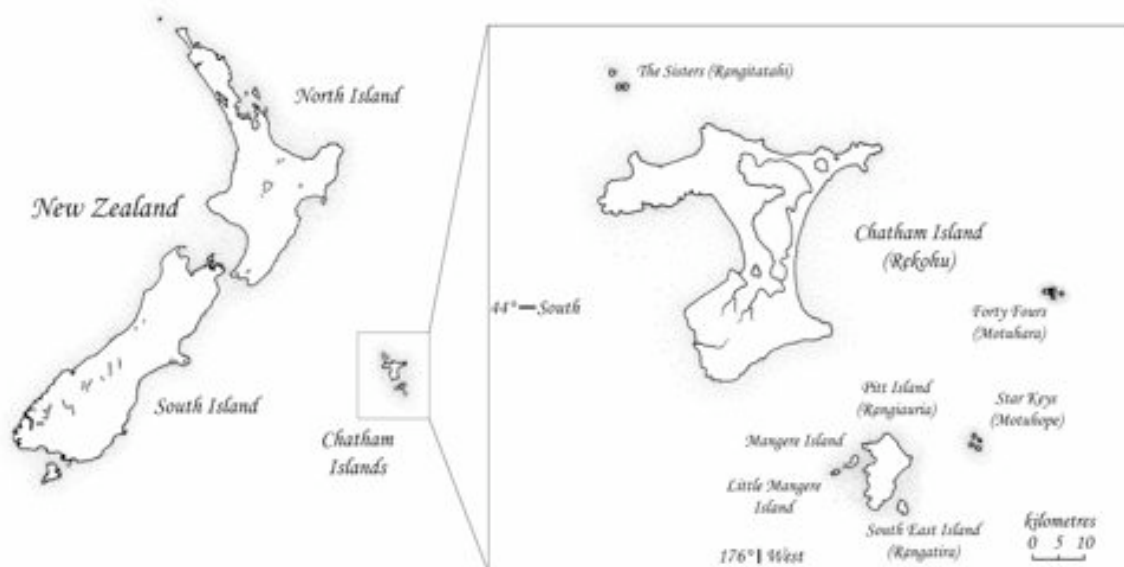 North Island
New Zealand
South Island
Chatham
Islands
The Sisters (Rangitatahi)
Chatham Island
(Rekohu)
44° South
Forty Fours
(Motuhara)
Pitt Island
(Rangiauria)
Star Keys
(Motuhope)
Mangere Island
Little Mangere
Island
South East Island
(Rangatira)
kilometres
0 5 10
176° West